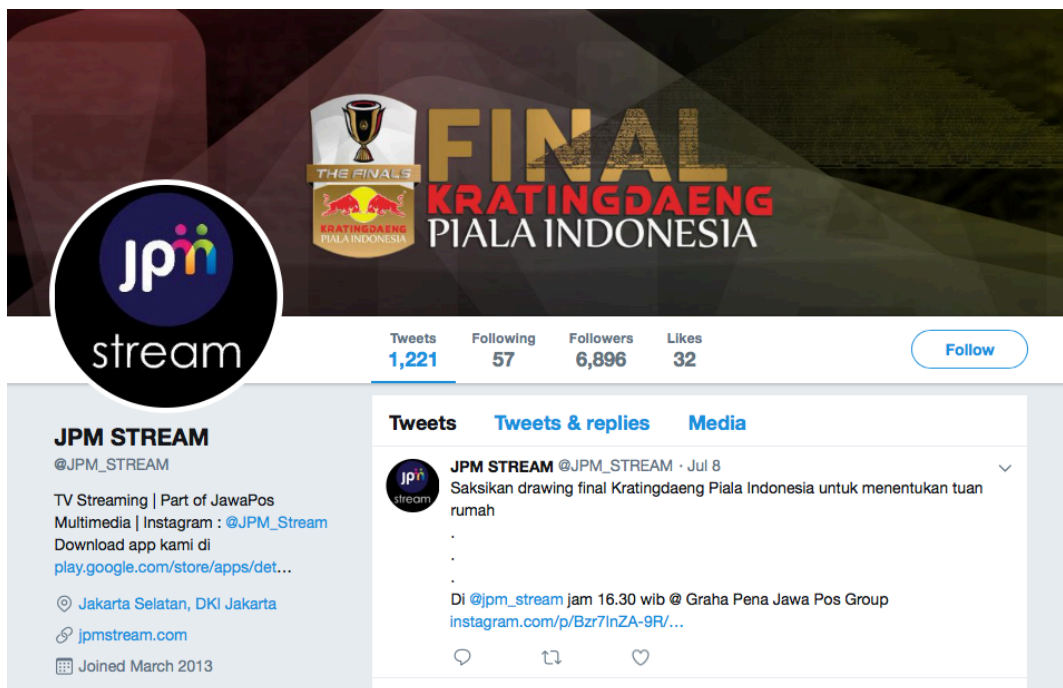 THE FINALS
KRATINGDAENG
PIALA INDONESIA
FINAL
KRATINGDAENG
PIALA INDONESIA
jpm
stream
Tweets
1,221
Following
57
Followers
6,896
Likes
32
Follow
JPM STREAM
@JPM_STREAM
TV Streaming | Part of JawaPos
Multimedia | Instagram : @JPM_Stream
Download app kami di
play.google.com/store/apps/det...
Jakarta Selatan, DKI Jakarta
jpmstream.com
Joined March 2013
Tweets Tweets & replies Media
jpm
stream
JPM STREAM @JPM_STREAM · Jul 8
Saksikan drawing final Kratingdaeng Piala Indonesia untuk menentukan tuan
rumah
.
.
.
Di @jpm_stream jam 16.30 wib @ Graha Pena Jawa Pos Group
instagram.com/p/Bzr7lnZA-9R/...